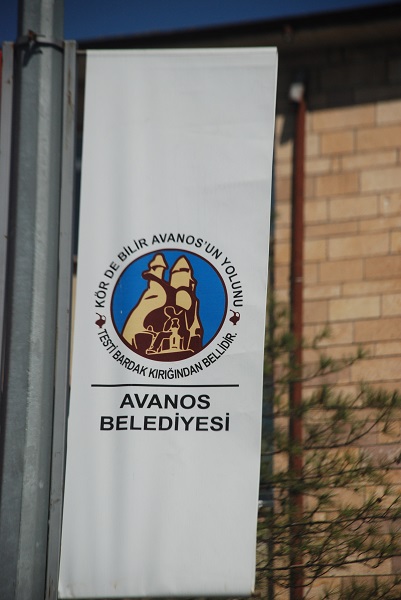 KÖR DE BİLİR AVANOS'UN YOLUNU
TESTİ BARDAK KIRIĞINDAN BELLİDİR.
AVANOS
BELEDİYESİ